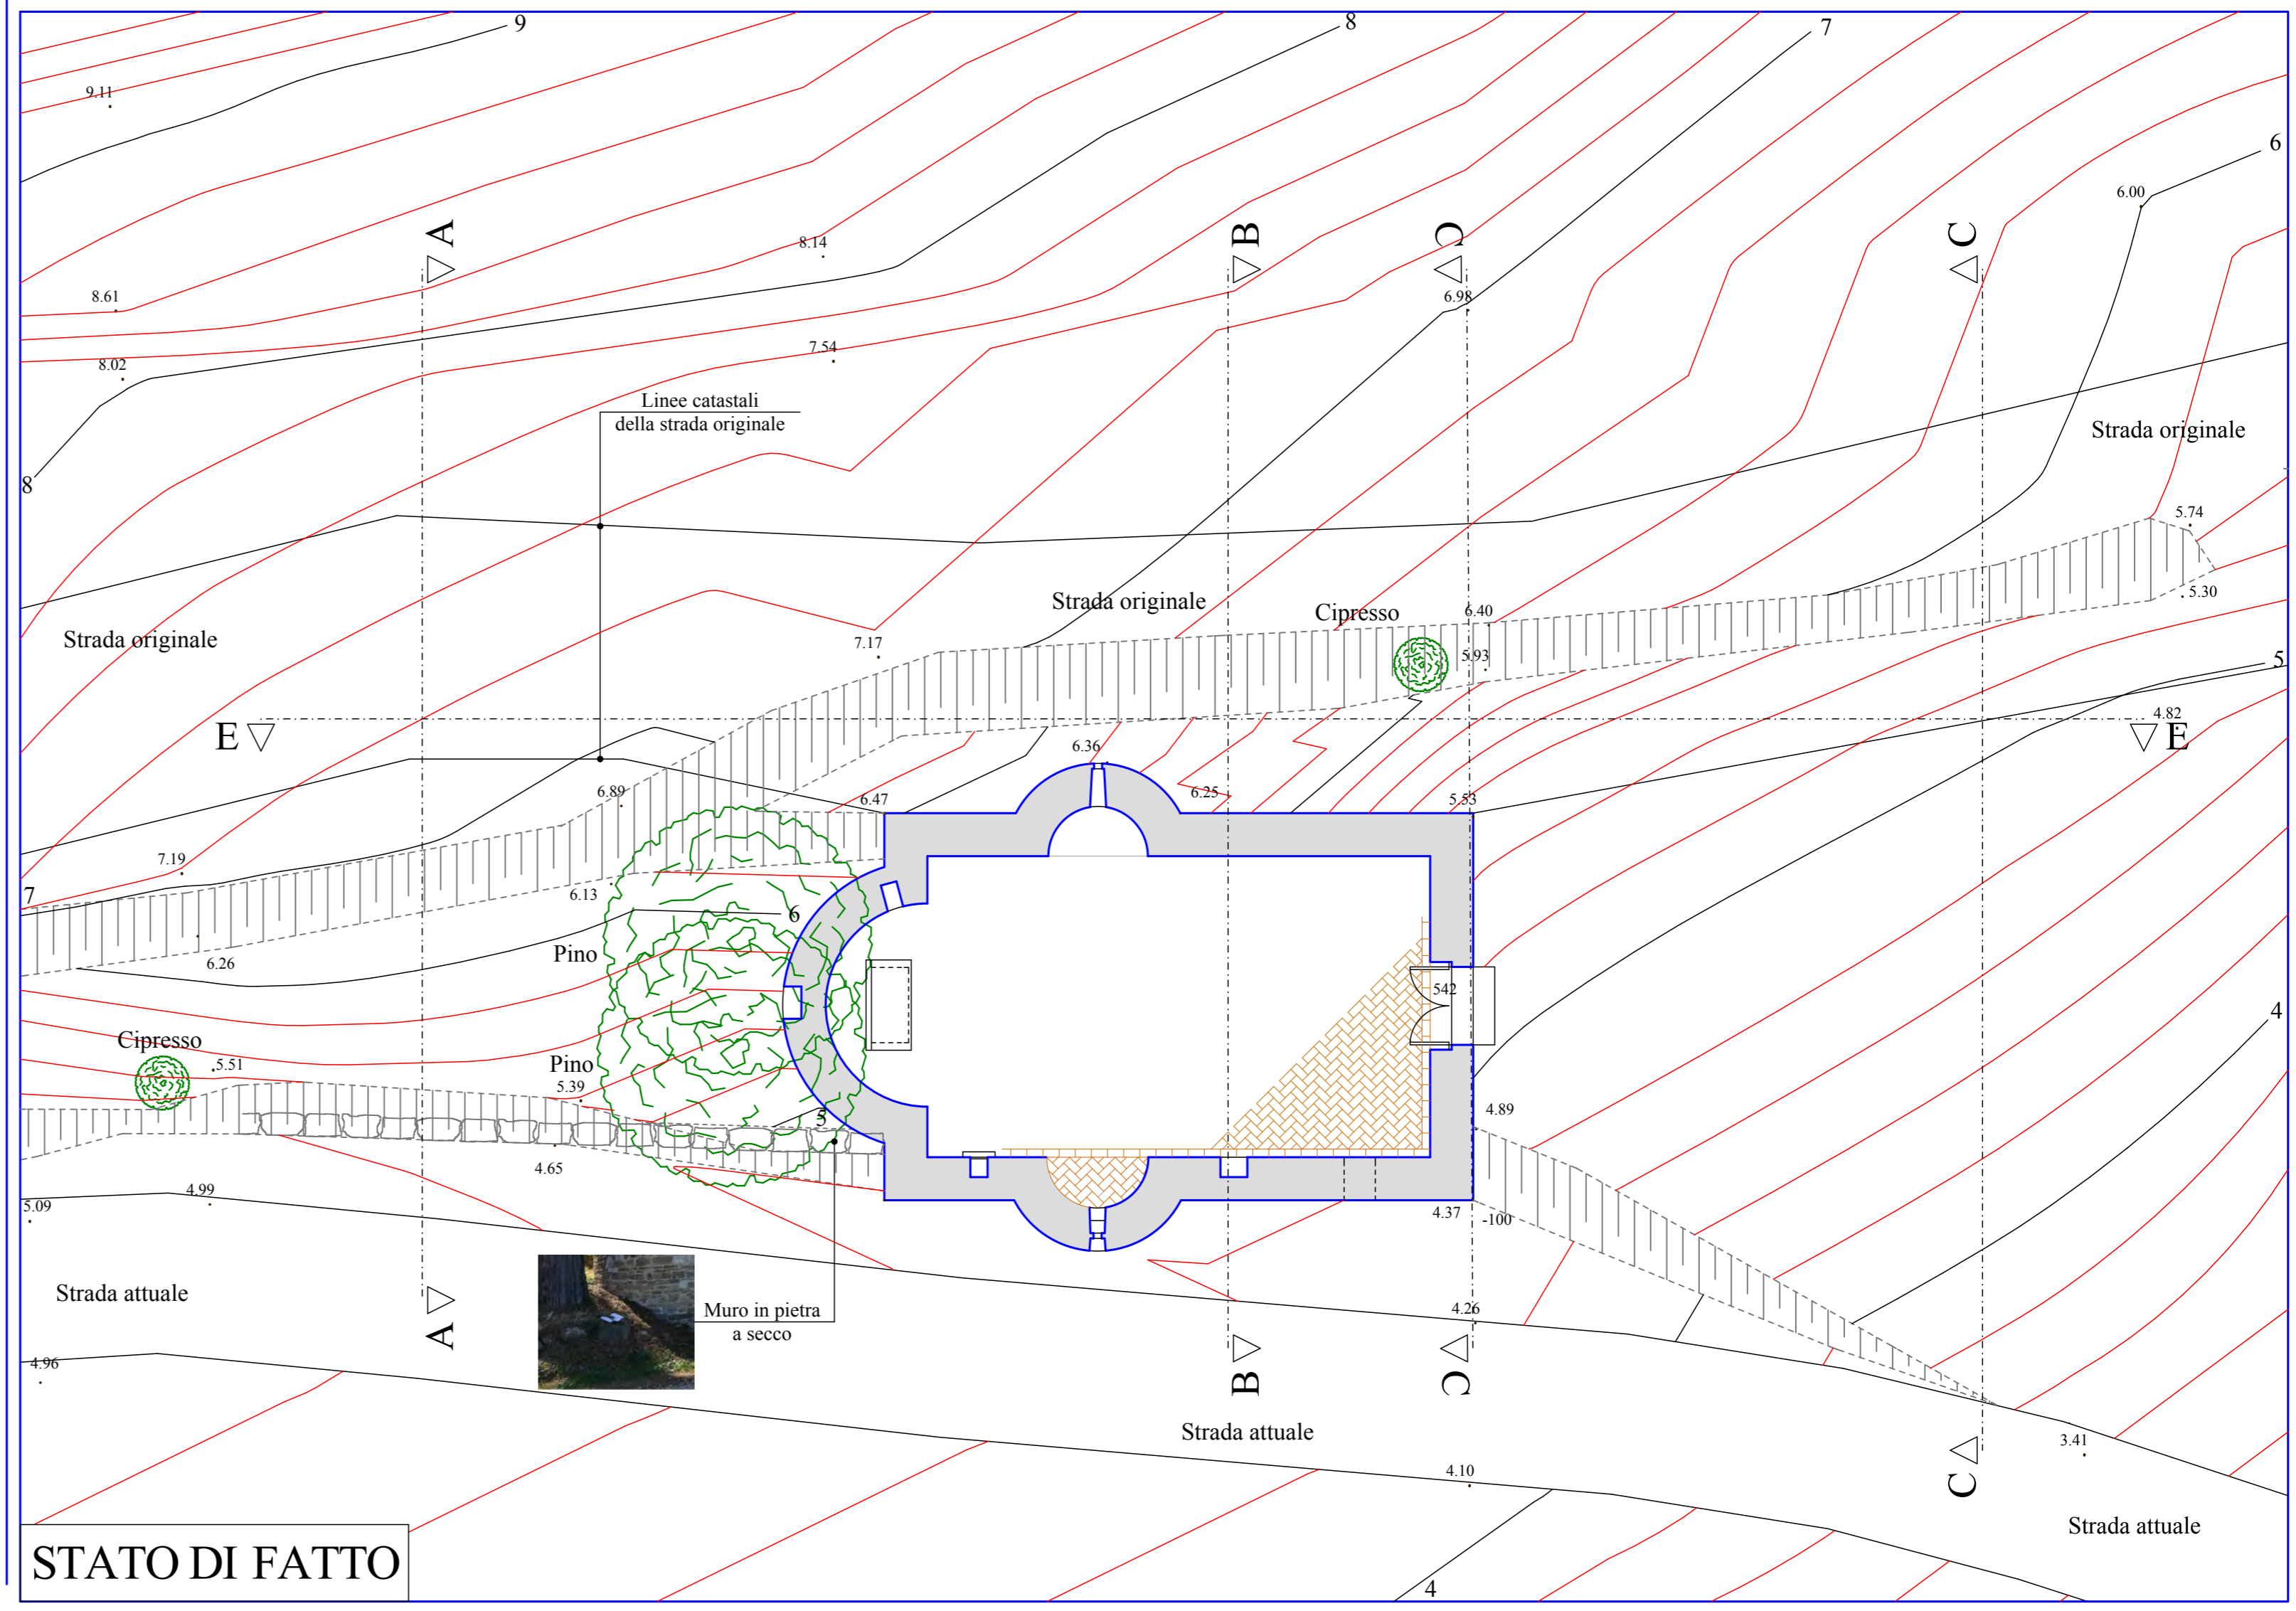 9
8
7
9.11
6
6.00
A
B
C
C
8.14
8.61
6.98
7.54
8.02
Linee catastali
della strada originale
Strada originale
8
5.74
5.30
Strada originale
Cipresso
6.40
Strada originale
7.17
5.93
5
4.82
E
E
6.36
6.89
6.47
6.25
5.53
7.19
7
6.13
6
Pino
6.26
542
4
Cipresso
5.51
Pino
5.39
5
4.89
4.65
4.99
5.09
4.37
-100
Strada attuale
Muro in pietra
a secco
4.26
A
4.96
B
C
Strada attuale
3.41
4.10
C
Strada attuale
STATO DI FATTO
4